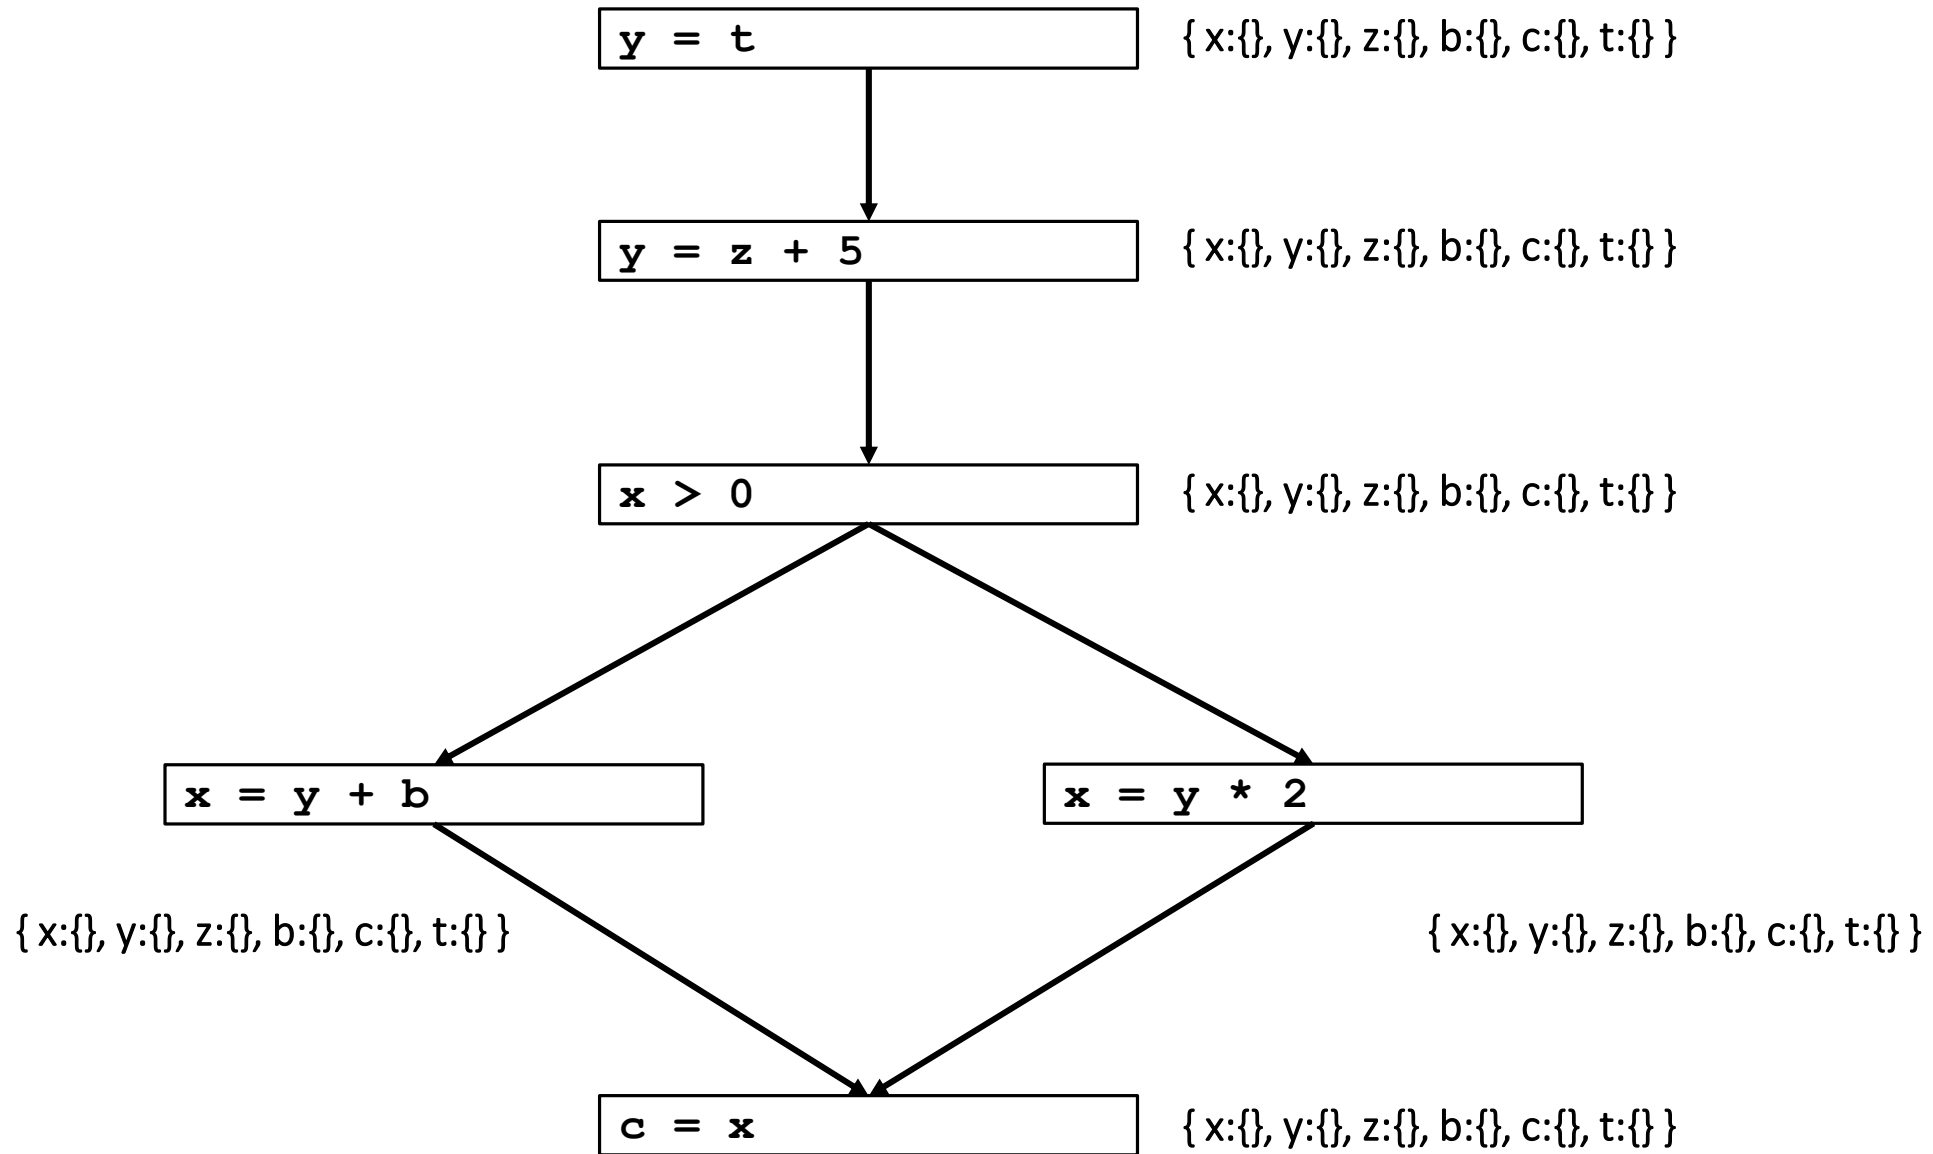 y = t
{ x:{}, y:{}, z:{}, b:{}, c:{}, t:{} }
y = z + 5
{ x:{}, y:{}, z:{}, b:{}, c:{}, t:{} }
x > 0
{ x:{}, y:{}, z:{}, b:{}, c:{}, t:{} }
x = y + b
x = y * 2
{ x:{}, y:{}, z:{}, b:{}, c:{}, t:{} }
{ x:{}, y:{}, z:{}, b:{}, c:{}, t:{} }
c = x
{ x:{}, y:{}, z:{}, b:{}, c:{}, t:{} }